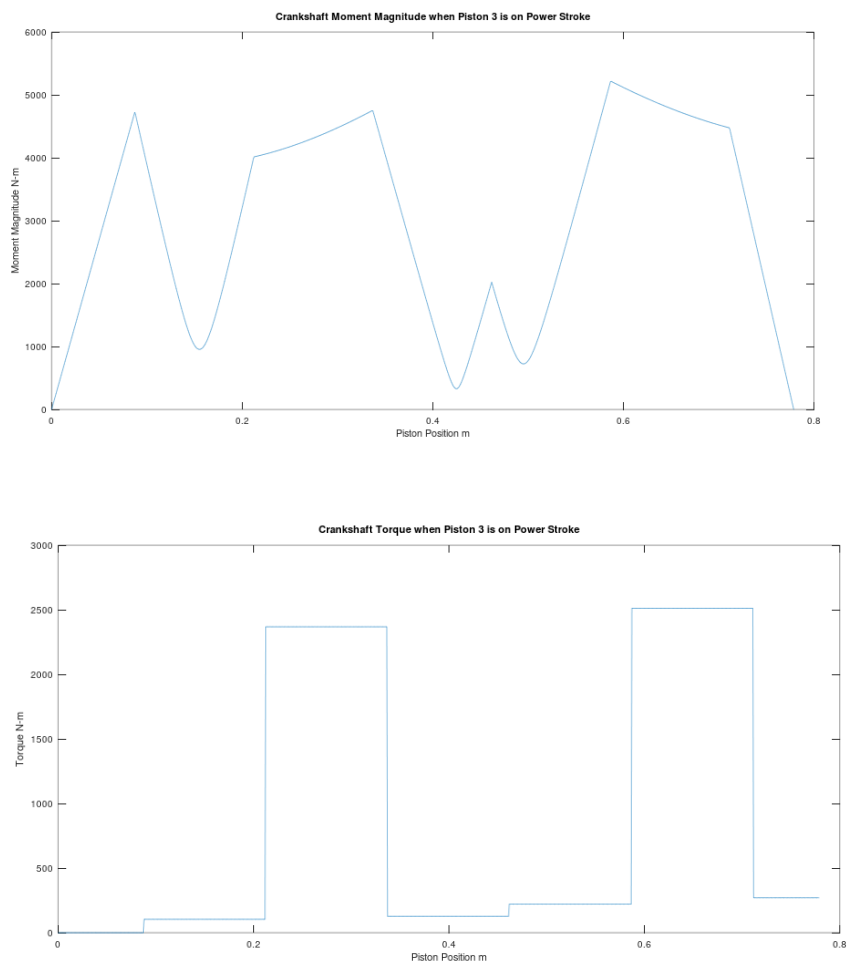 Crankshaft Moment Magnitude when Piston 3 is on Power Stroke
6000
5000
4000
3000
2000
1000
0
Moment Magnitude N-m
0 0.2 0.4 0.6 0.8
Piston Position m
Crankshaft Torque when Piston 3 is on Power Stroke
3000
2500
2000
1500
1000
500
0
Torque N-m
0 0.2 0.4 0.6 0.8
Piston Position m